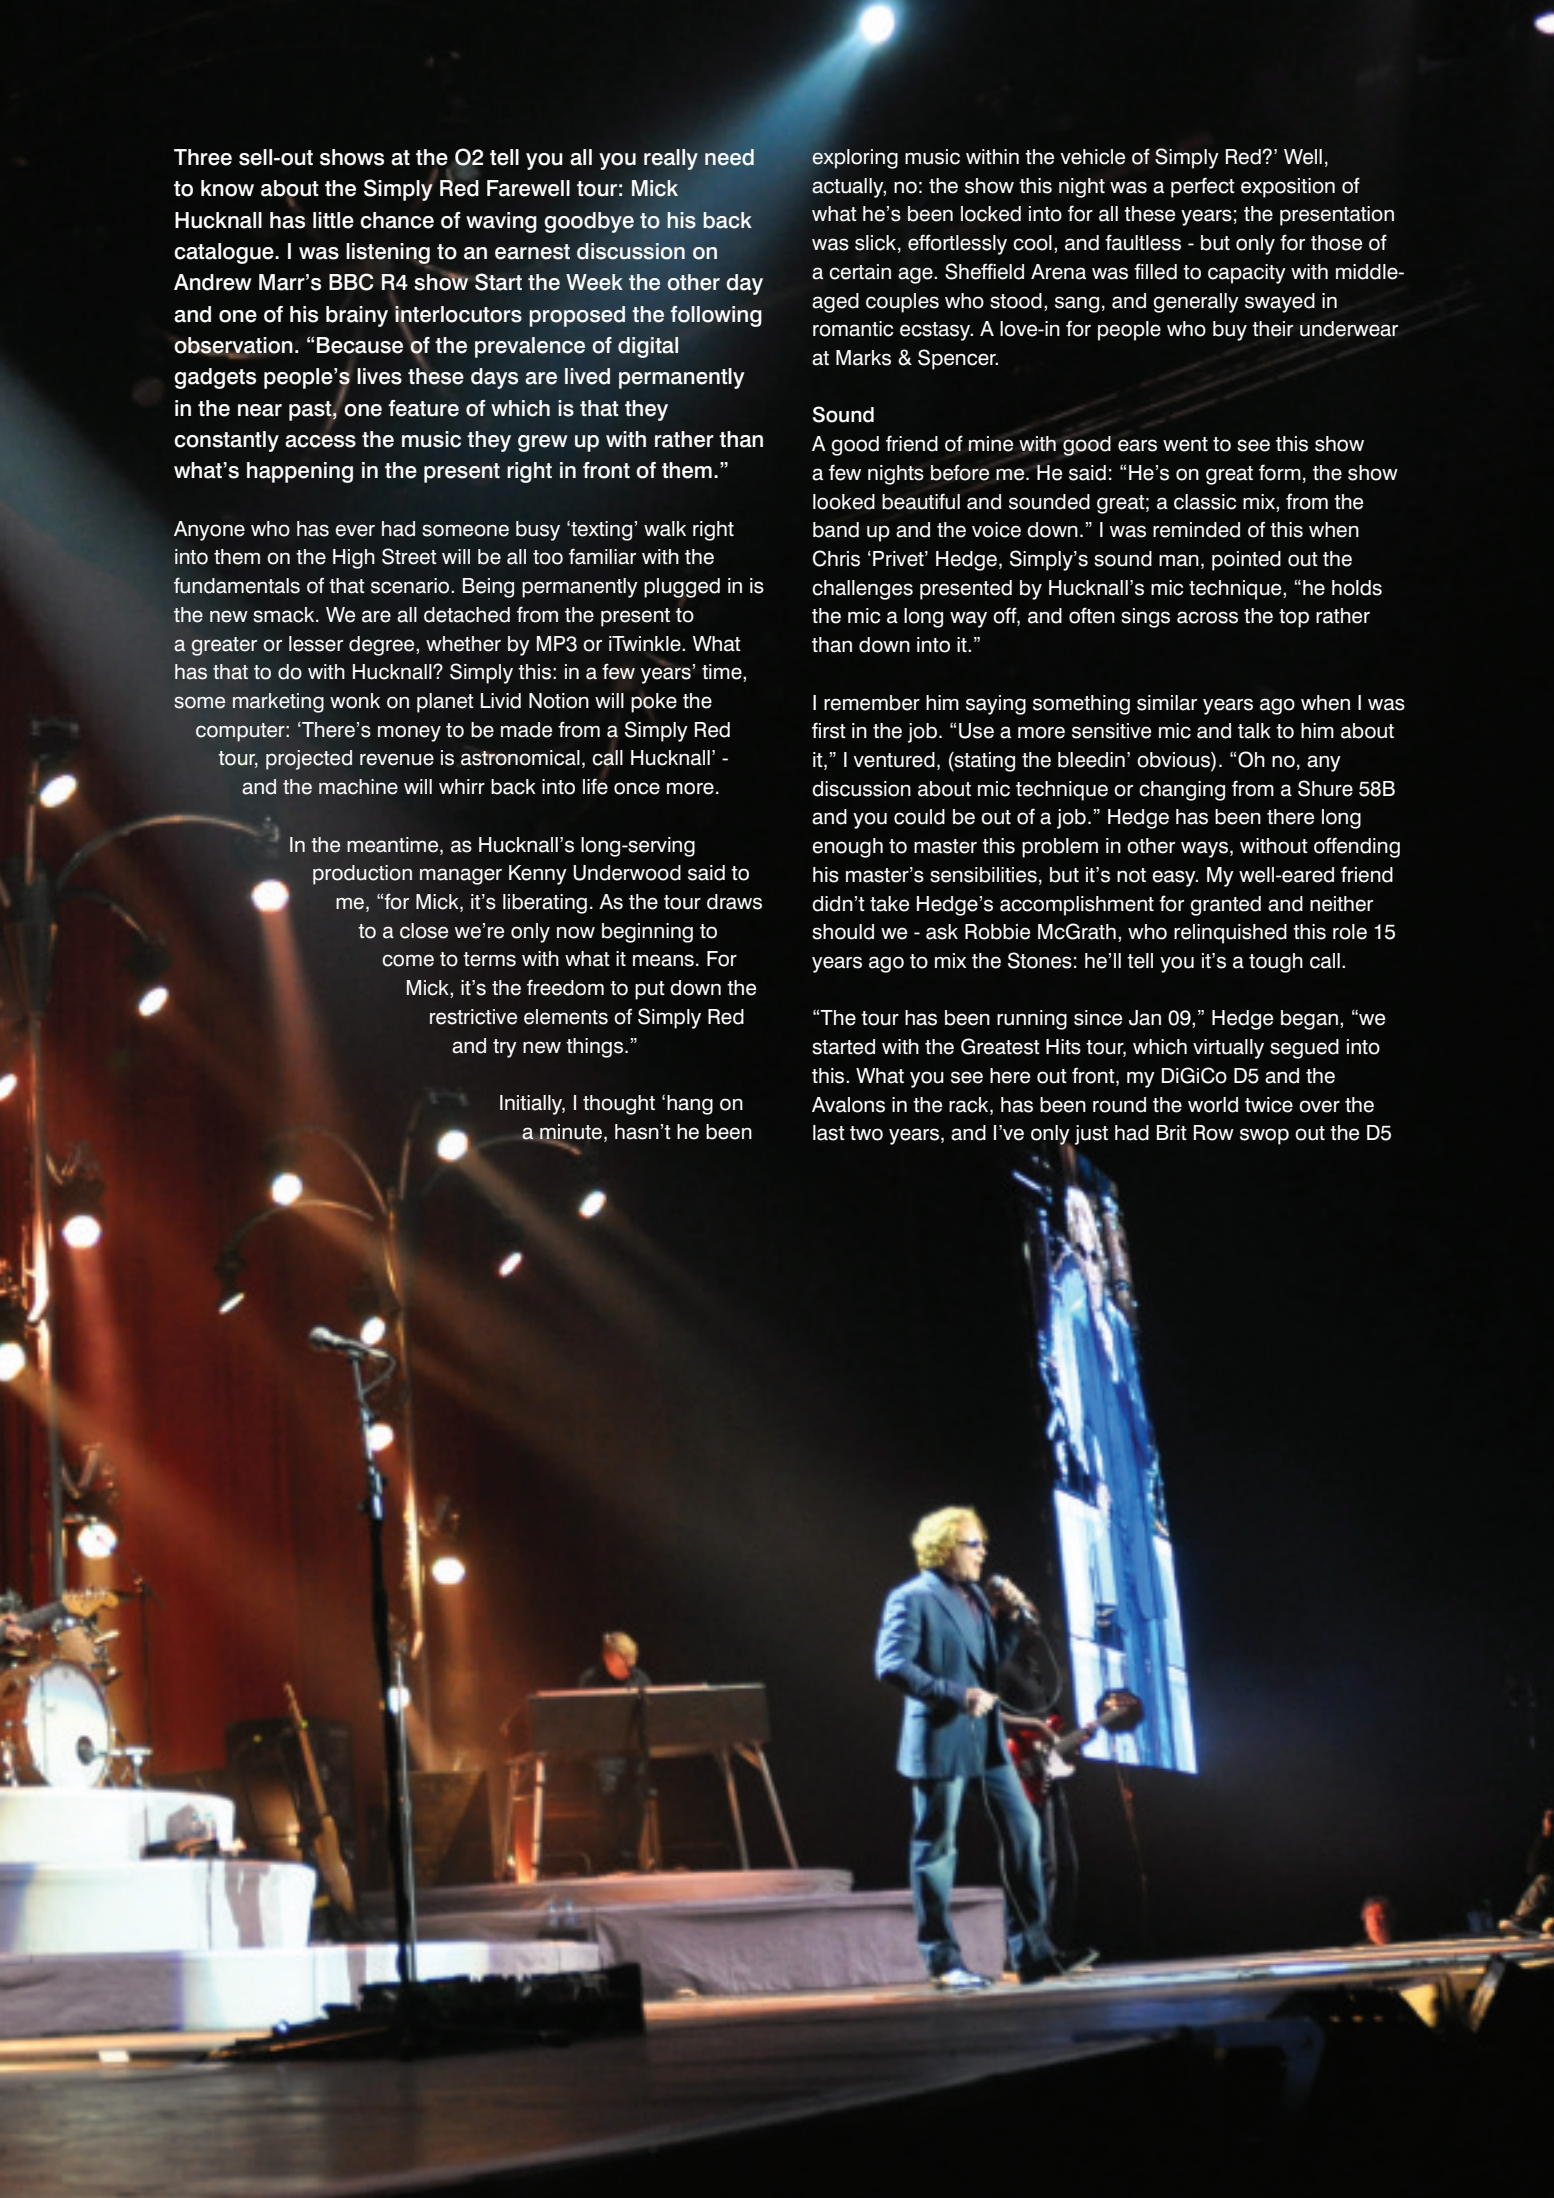 Three sell-out shows at the O2 tell you all you really need
to know about the Simply Red Farewell tour: Mick
Hucknall has little chance of waving goodbye to his back
catalogue. I was listening to an earnest discussion on
Andrew Marr’s BBC R4 show Start the Week the other day
and one of his brainy interlocutors proposed the following
observation. “Because of the prevalence of digital
gadgets people’s lives these days are lived permanently
in the near past, one feature of which is that they
constantly access the music they grew up with rather than
what’s happening in the present right in front of them.”
Anyone who has ever had someone busy ‘texting’ walk right
into them on the High Street will be all too familiar with the
fundamentals of that scenario. Being permanently plugged in is
the new smack. We are all detached from the present to
a greater or lesser degree, whether by MP3 or iTwinkle. What
has that to do with Hucknall? Simply this: in a few years’ time,
some marketing wonk on planet Livid Notion will poke the
computer: ‘There’s money to be made from a Simply Red
tour, projected revenue is astronomical, call Hucknall’ -
and the machine will whirr back into life once more.
In the meantime, as Hucknall’s long-serving
production manager Kenny Underwood said to
me, “for Mick, it’s liberating. As the tour draws
to a close we’re only now beginning to
come to terms with what it means. For
Mick, it’s the freedom to put down the
restrictive elements of Simply Red
and try new things.”
Initially, I thought ‘hang on
a minute, hasn’t he been
exploring music within the vehicle of Simply Red?’ Well,
actually, no: the show this night was a perfect exposition of
what he’s been locked into for all these years; the presentation
was slick, effortlessly cool, and faultless - but only for those of
a certain age. Sheffield Arena was filled to capacity with middle-
aged couples who stood, sang, and generally swayed in
romantic ecstasy. A love-in for people who buy their underwear
at Marks & Spencer.
Sound
A good friend of mine with good ears went to see this show
a few nights before me. He said: “He’s on great form, the show
looked beautiful and sounded great; a classic mix, from the
band up and the voice down.” I was reminded of this when
Chris ‘Privet’ Hedge, Simply’s sound man, pointed out the
challenges presented by Hucknall’s mic technique, “he holds
the mic a long way off, and often sings across the top rather
than down into it.”
I remember him saying something similar years ago when I was
first in the job. “Use a more sensitive mic and talk to him about
it,” I ventured, (stating the bleedin’ obvious). “Oh no, any
discussion about mic technique or changing from a Shure 58B
and you could be out of a job.” Hedge has been there long
enough to master this problem in other ways, without offending
his master’s sensibilities, but it’s not easy. My well-eared friend
didn’t take Hedge’s accomplishment for granted and neither
should we - ask Robbie McGrath, who relinquished this role 15
years ago to mix the Stones: he’ll tell you it’s a tough call.
“The tour has been running since Jan 09,” Hedge began, “we
started with the Greatest Hits tour, which virtually segued into
this. What you see here out front, my DiGiCo D5 and the
Avalons in the rack, has been round the world twice over the
last two years, and I’ve only just had Brit Row swop out the D5